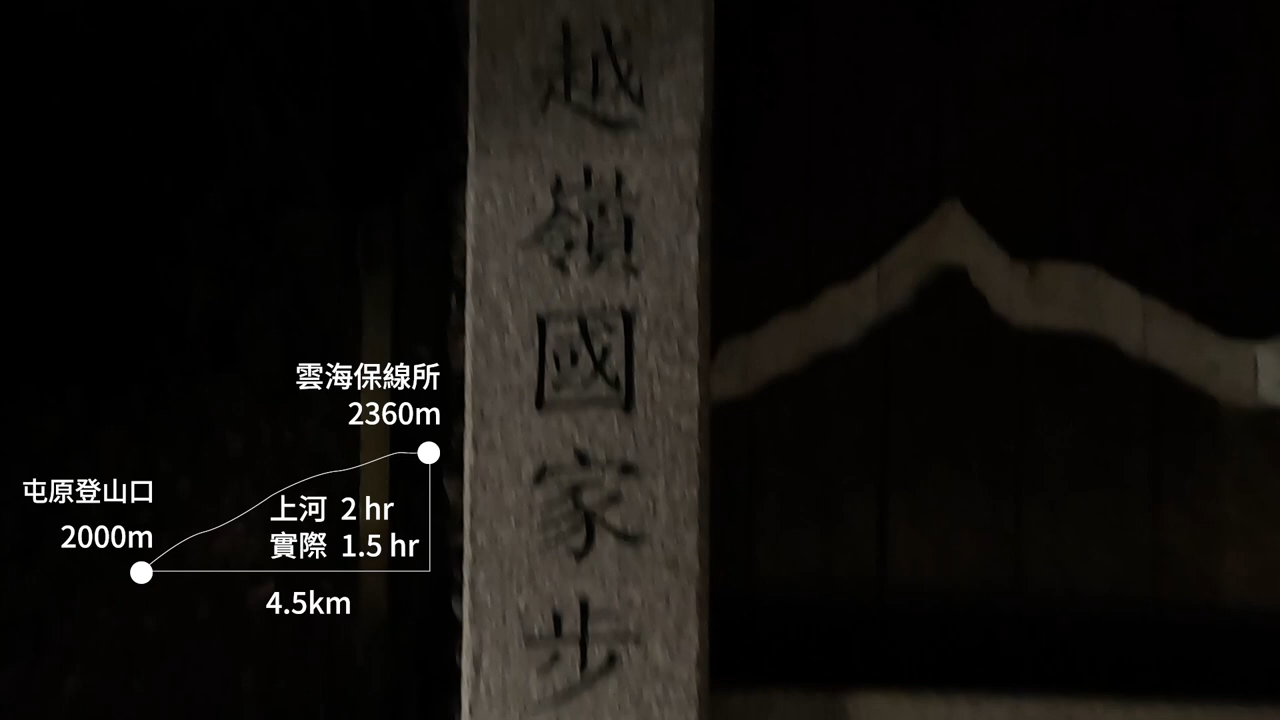 越嶺國家步
雲海保線所
2360m
屯原登山口
2000m
上河 2 hr
實際 1.5 hr
4.5km